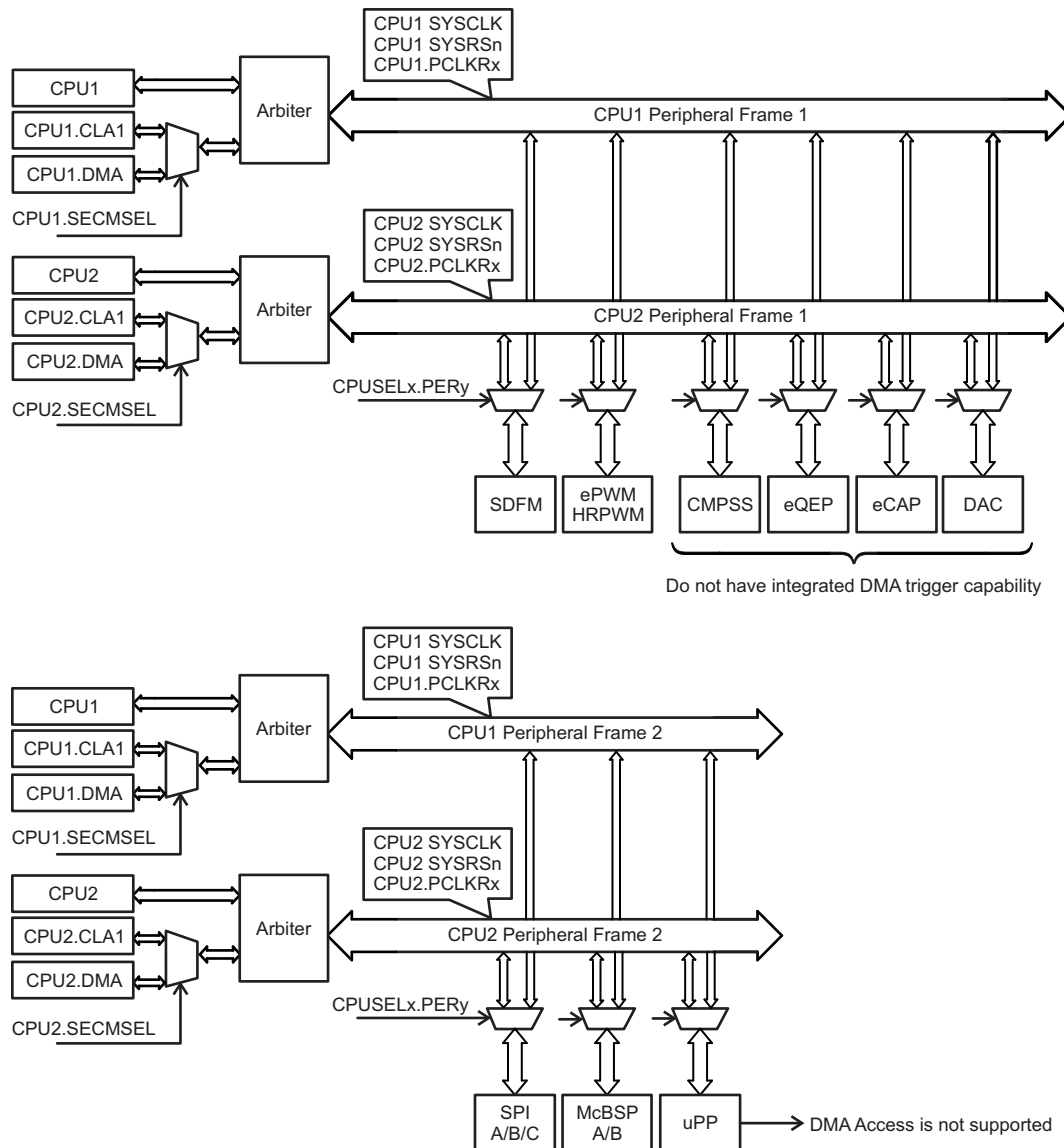 CPU1 SYSCLK
CPU1 SYSRSn
CPU1.PCLKRx
CPU1
CPU1.CLA1
CPU1.DMA
CPU1.SECMSEL
Arbiter
CPU1 Peripheral Frame 1
CPU2 SYSCLK
CPU2 SYSRSn
CPU2.PCLKRx
CPU2
CPU2.CLA1
CPU2.DMA
CPU2.SECMSEL
Arbiter
CPU2 Peripheral Frame 1
CPUSELx.PERy
SDFM
ePWM
HRPWM
CMPSS
eQEP
eCAP
DAC
Do not have integrated DMA trigger capability
CPU1 SYSCLK
CPU1 SYSRSn
CPU1.PCLKRx
CPU1
CPU1.CLA1
CPU1.DMA
CPU1.SECMSEL
Arbiter
CPU1 Peripheral Frame 2
CPU2 SYSCLK
CPU2 SYSRSn
CPU2.PCLKRx
CPU2
CPU2.CLA1
CPU2.DMA
CPU2.SECMSEL
Arbiter
CPU2 Peripheral Frame 2
CPUSELx.PERy
SPI
A/B/C
McBSP
A/B
uPP
DMA Access is not supported